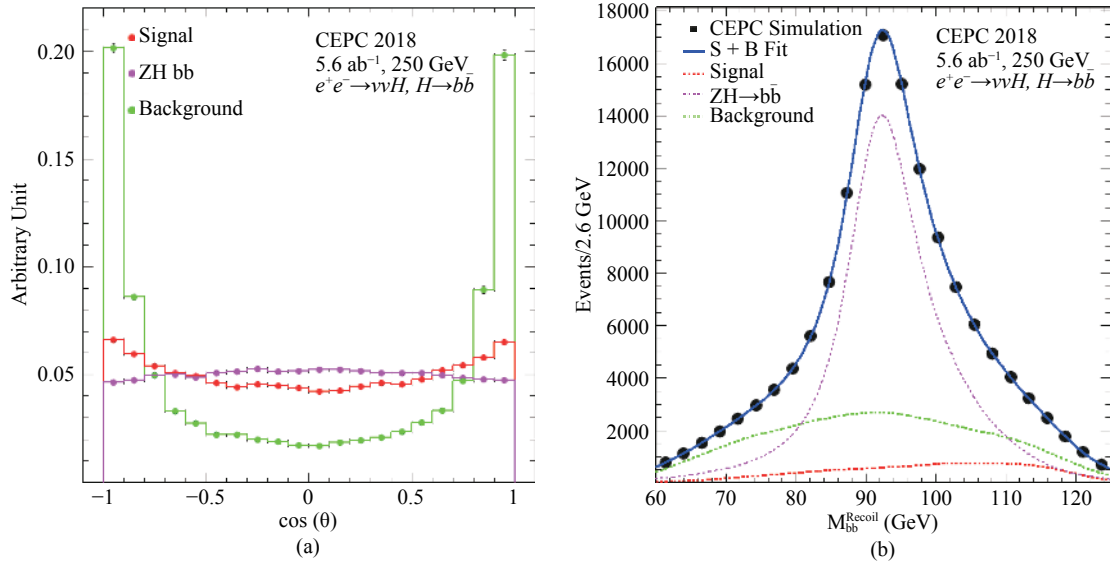 0.20
0.15
0.10
0.05
Arbitrary Unit
Signal
ZH bb
Background
CEPC 2018
5.6 ab⁻¹, 250 GeV
e⁺e⁻→ννH, H→bb̄
−1 −0.5 0 0.5 1
cos (θ)
(a)
18000
16000
14000
12000
10000
8000
6000
4000
2000
Events/2.6 GeV
CEPC Simulation
S + B Fit
Signal
ZH→bb̄
Background
CEPC 2018
5.6 ab⁻¹, 250 GeV
e⁺e⁻→ννH, H→bb̄
60 70 80 90 100 110 120
M_bb^Recoil (GeV)
(b)